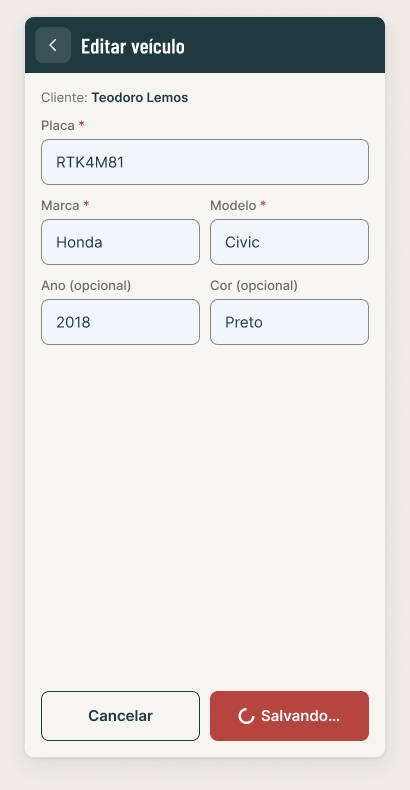 Editar veículo
Cliente: Teodoro Lemos
Placa *
RTK4M81
Marca * Modelo *
Honda Civic
Ano (opcional) Cor (opcional)
2018 Preto
Cancelar Salvando...